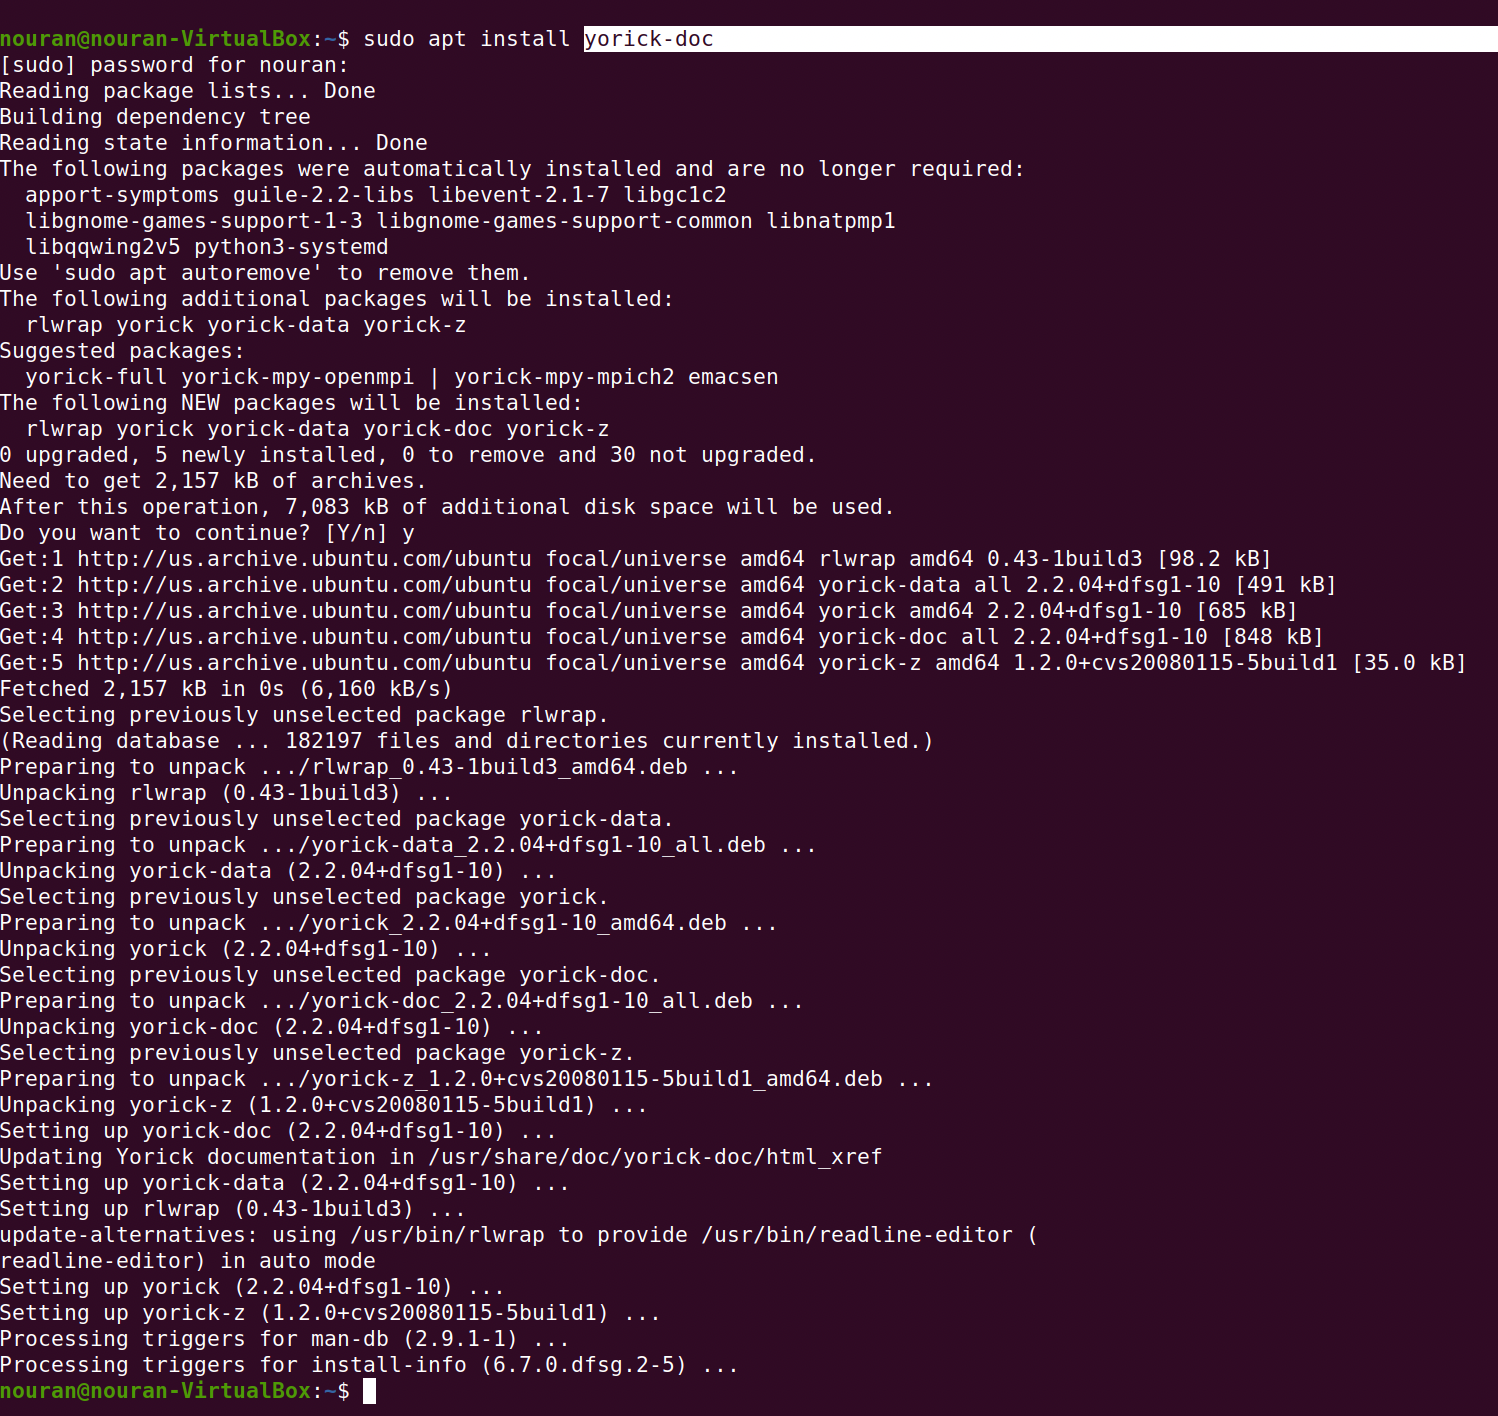 nouran@nouran-VirtualBox:~$ sudo apt install yorick-doc
[sudo] password for nouran:
Reading package lists... Done
Building dependency tree
Reading state information... Done
The following packages were automatically installed and are no longer required:
  apport-symptoms guile-2.2-libs libevent-2.1-7 libgc1c2
  libgnome-games-support-1-3 libgnome-games-support-common libnatpmp1
  libqqwing2v5 python3-systemd
Use 'sudo apt autoremove' to remove them.
The following additional packages will be installed:
  rlwrap yorick yorick-data yorick-z
Suggested packages:
  yorick-full yorick-mpy-openmpi | yorick-mpy-mpich2 emacsen
The following NEW packages will be installed:
  rlwrap yorick yorick-data yorick-doc yorick-z
0 upgraded, 5 newly installed, 0 to remove and 30 not upgraded.
Need to get 2,157 kB of archives.
After this operation, 7,083 kB of additional disk space will be used.
Do you want to continue? [Y/n] y
Get:1 http://us.archive.ubuntu.com/ubuntu focal/universe amd64 rlwrap amd64 0.43-1build3 [98.2 kB]
Get:2 http://us.archive.ubuntu.com/ubuntu focal/universe amd64 yorick-data all 2.2.04+dfsg1-10 [491 kB]
Get:3 http://us.archive.ubuntu.com/ubuntu focal/universe amd64 yorick amd64 2.2.04+dfsg1-10 [685 kB]
Get:4 http://us.archive.ubuntu.com/ubuntu focal/universe amd64 yorick-doc all 2.2.04+dfsg1-10 [848 kB]
Get:5 http://us.archive.ubuntu.com/ubuntu focal/universe amd64 yorick-z amd64 1.2.0+cvs20080115-5build1 [35.0 kB]
Fetched 2,157 kB in 0s (6,160 kB/s)
Selecting previously unselected package rlwrap.
(Reading database ... 182197 files and directories currently installed.)
Preparing to unpack .../rlwrap_0.43-1build3_amd64.deb ...
Unpacking rlwrap (0.43-1build3) ...
Selecting previously unselected package yorick-data.
Preparing to unpack .../yorick-data_2.2.04+dfsg1-10_all.deb ...
Unpacking yorick-data (2.2.04+dfsg1-10) ...
Selecting previously unselected package yorick.
Preparing to unpack .../yorick_2.2.04+dfsg1-10_amd64.deb ...
Unpacking yorick (2.2.04+dfsg1-10) ...
Selecting previously unselected package yorick-doc.
Preparing to unpack .../yorick-doc_2.2.04+dfsg1-10_all.deb ...
Unpacking yorick-doc (2.2.04+dfsg1-10) ...
Selecting previously unselected package yorick-z.
Preparing to unpack .../yorick-z_1.2.0+cvs20080115-5build1_amd64.deb ...
Unpacking yorick-z (1.2.0+cvs20080115-5build1) ...
Setting up yorick-doc (2.2.04+dfsg1-10) ...
Updating Yorick documentation in /usr/share/doc/yorick-doc/html_xref
Setting up yorick-data (2.2.04+dfsg1-10) ...
Setting up rlwrap (0.43-1build3) ...
update-alternatives: using /usr/bin/rlwrap to provide /usr/bin/readline-editor (
readline-editor) in auto mode
Setting up yorick (2.2.04+dfsg1-10) ...
Setting up yorick-z (1.2.0+cvs20080115-5build1) ...
Processing triggers for man-db (2.9.1-1) ...
Processing triggers for install-info (6.7.0.dfsg.2-5) ...
nouran@nouran-VirtualBox:~$